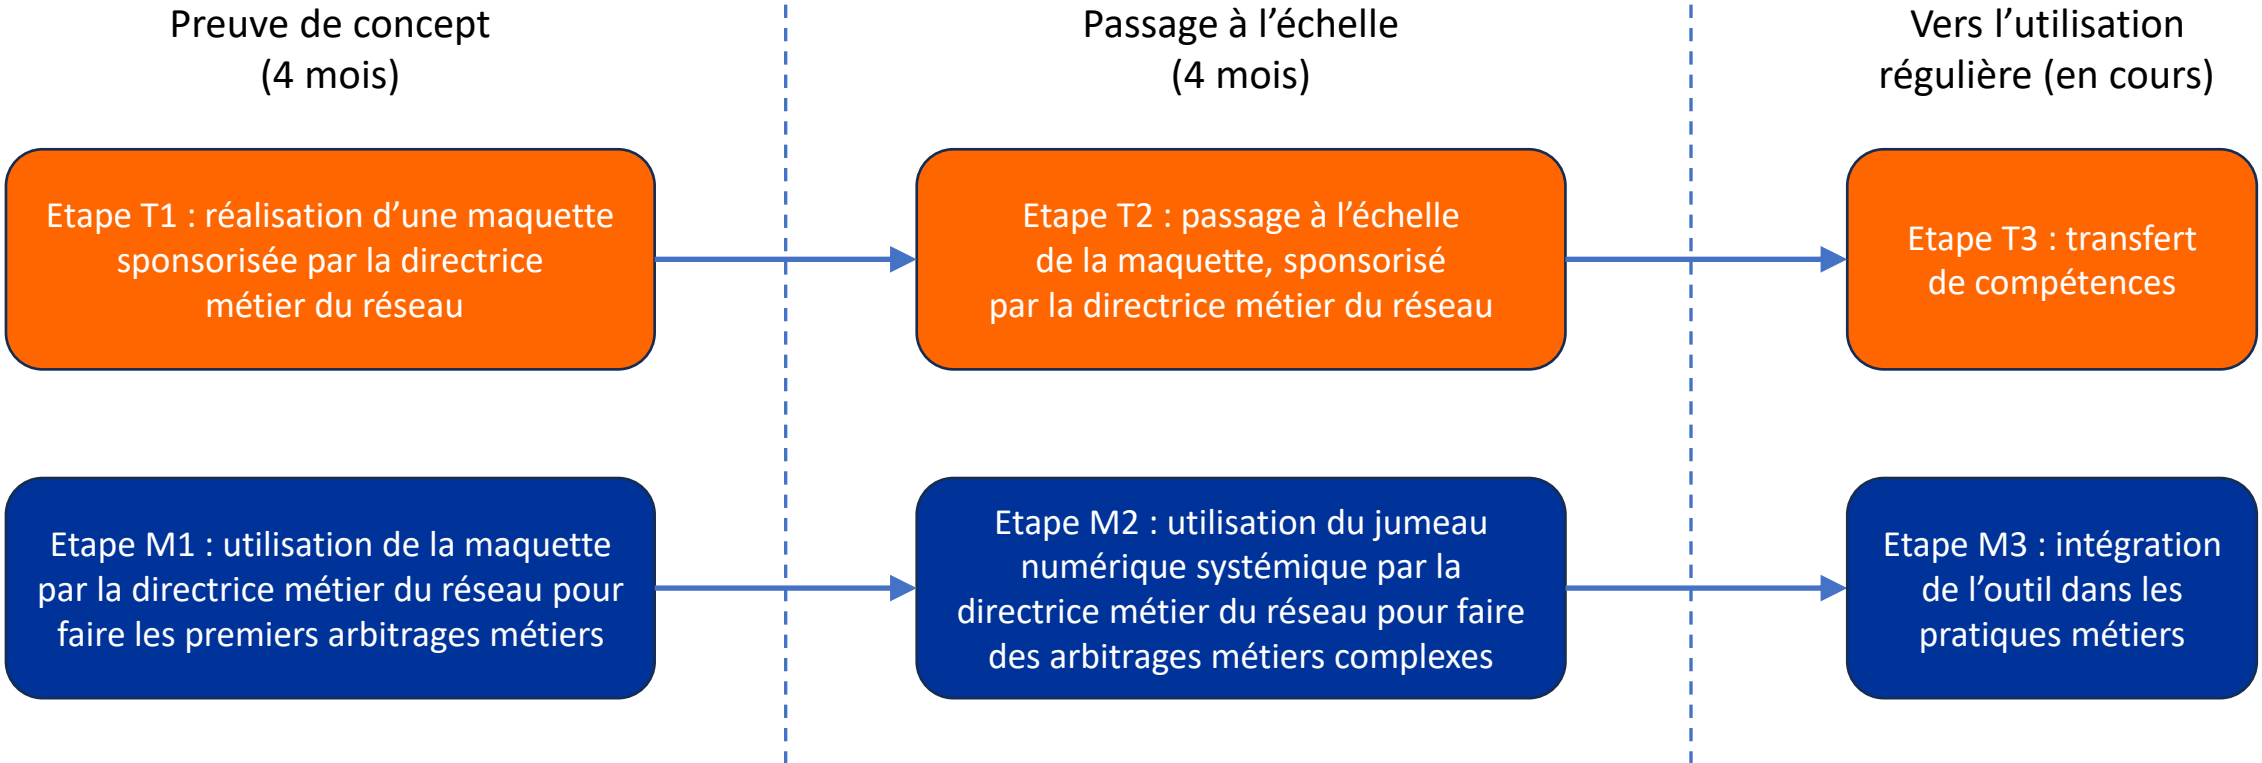 Preuve de concept
(4 mois)
Passage à l’échelle
(4 mois)
Vers l’utilisation
régulière (en cours)
Etape T1 : réalisation d’une maquette
sponsorisée par la directrice
métier du réseau
Etape T2 : passage à l’échelle
de la maquette, sponsorisé
par la directrice métier du réseau
Etape T3 : transfert
de compétences
Etape M1 : utilisation de la maquette
par la directrice métier du réseau pour
faire les premiers arbitrages métiers
Etape M2 : utilisation du jumeau
numérique systémique par la
directrice métier du réseau pour faire
des arbitrages métiers complexes
Etape M3 : intégration
de l’outil dans les
pratiques métiers